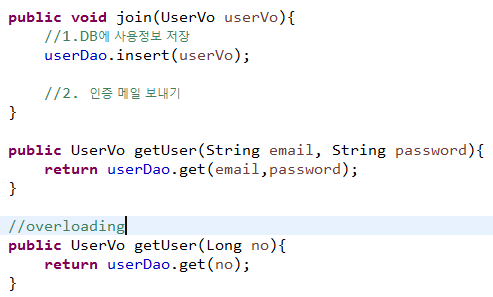 public void join(UserVo userVo){
//1.DB에 사용정보 저장
userDao.insert(userVo);
//2. 인증 메일 보내기
}
public UserVo getUser(String email, String password){
return userDao.get(email,password);
}
//overloading
public UserVo getUser(Long no){
return userDao.get(no);
}